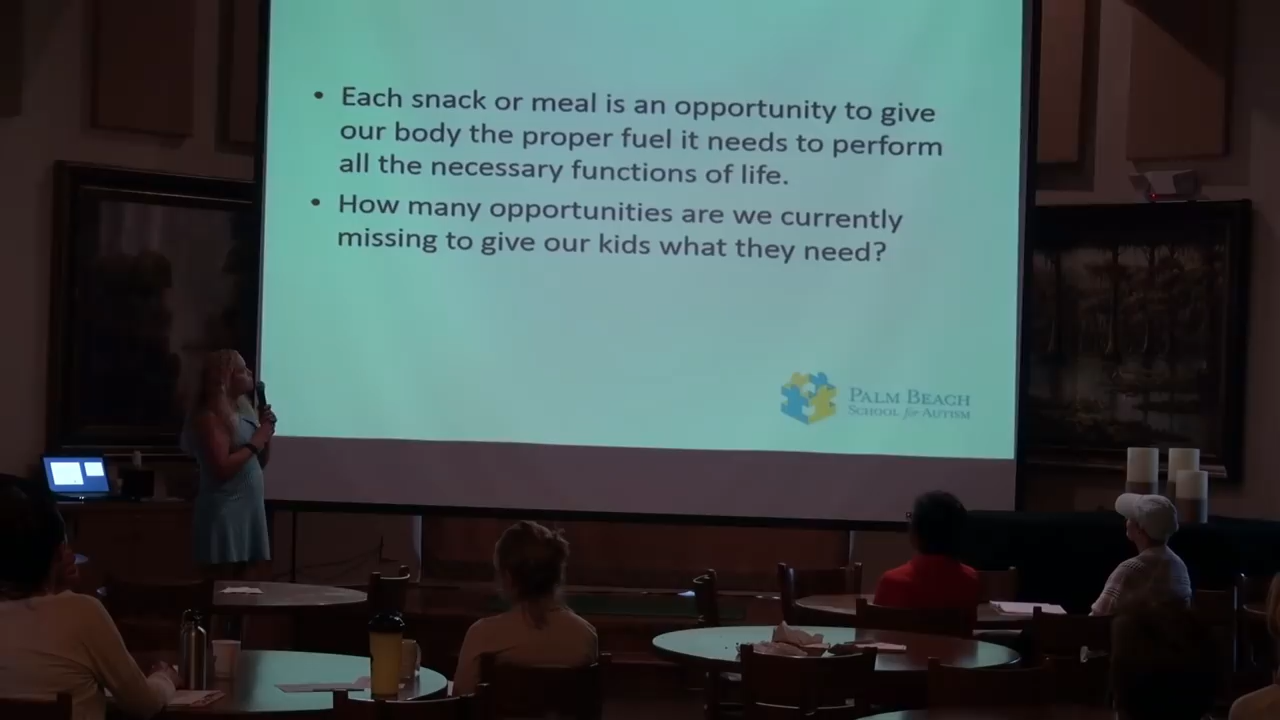 • Each snack or meal is an opportunity to give
our body the proper fuel it needs to perform
all the necessary functions of life.
• How many opportunities are we currently
missing to give our kids what they need?
PALM BEACH
SCHOOL for AUTISM